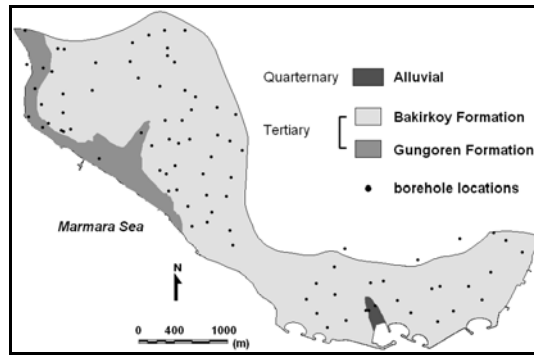 Quarternary
Alluvial
Tertiary
Bakirkoy Formation
Gungoren Formation
borehole locations
Marmara Sea
N
0 400 1000
(m)